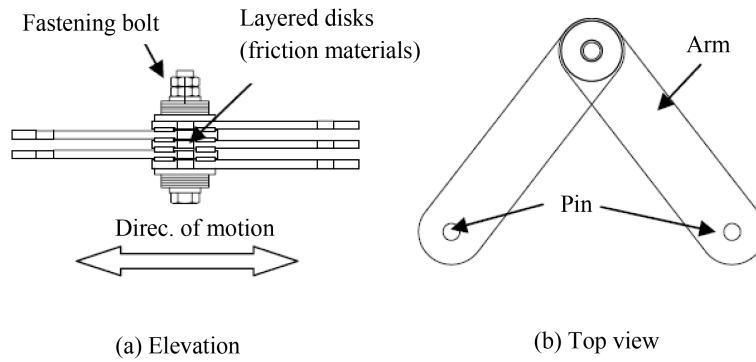 Fastening bolt
Layered disks
(friction materials)
Direc. of motion
(a) Elevation
Arm
Pin
(b) Top view